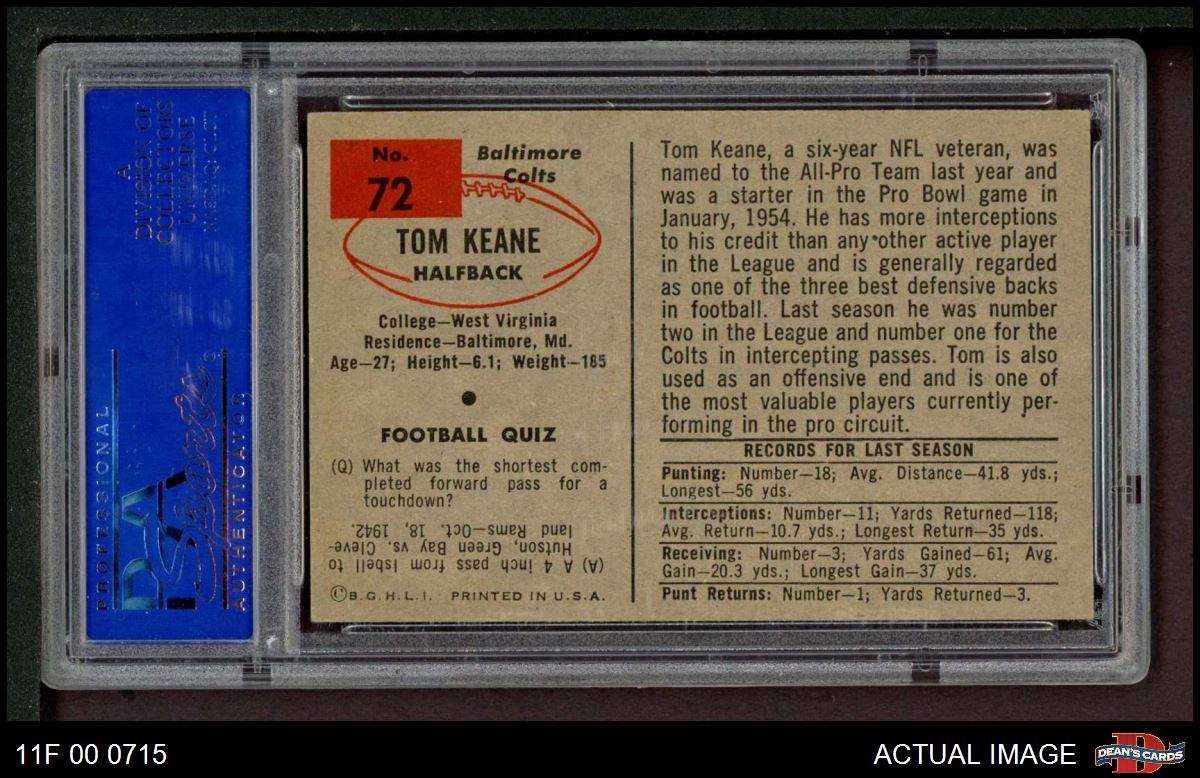 A
DIVISION OF
COLLECTORS
UNIVERSE
NASDAQ: CLCT
PROFESSIONAL
PSA
Sports
AUTHENTICATOR
No.
72
Baltimore
Colts
TOM KEANE
HALFBACK
College—West Virginia
Residence—Baltimore, Md.
Age—27; Height—6.1; Weight—185
FOOTBALL QUIZ
(Q) What was the shortest com-
pleted forward pass for a
touchdown?
(A) A 4 inch pass from Isbell to
Hutson, Green Bay vs. Cleve-
land Rams—Oct. 18, 1942.
©B.G.H.L.I. PRINTED IN U.S.A.
Tom Keane, a six-year NFL veteran, was
named to the All-Pro Team last year and
was a starter in the Pro Bowl game in
January, 1954. He has more interceptions
to his credit than any other active player
in the League and is generally regarded
as one of the three best defensive backs
in football. Last season he was number
two in the League and number one for the
Colts in intercepting passes. Tom is also
used as an offensive end and is one of
the most valuable players currently per-
forming in the pro circuit.
RECORDS FOR LAST SEASON
Punting: Number—18; Avg. Distance—41.8 yds.;
Longest—56 yds.
Interceptions: Number—11; Yards Returned—118;
Avg. Return—10.7 yds.; Longest Return—35 yds.
Receiving: Number—3; Yards Gained—61; Avg.
Gain—20.3 yds.; Longest Gain—37 yds.
Punt Returns: Number—1; Yards Returned—3.
11F 00 0715
ACTUAL IMAGE
DEAN'S CARDS